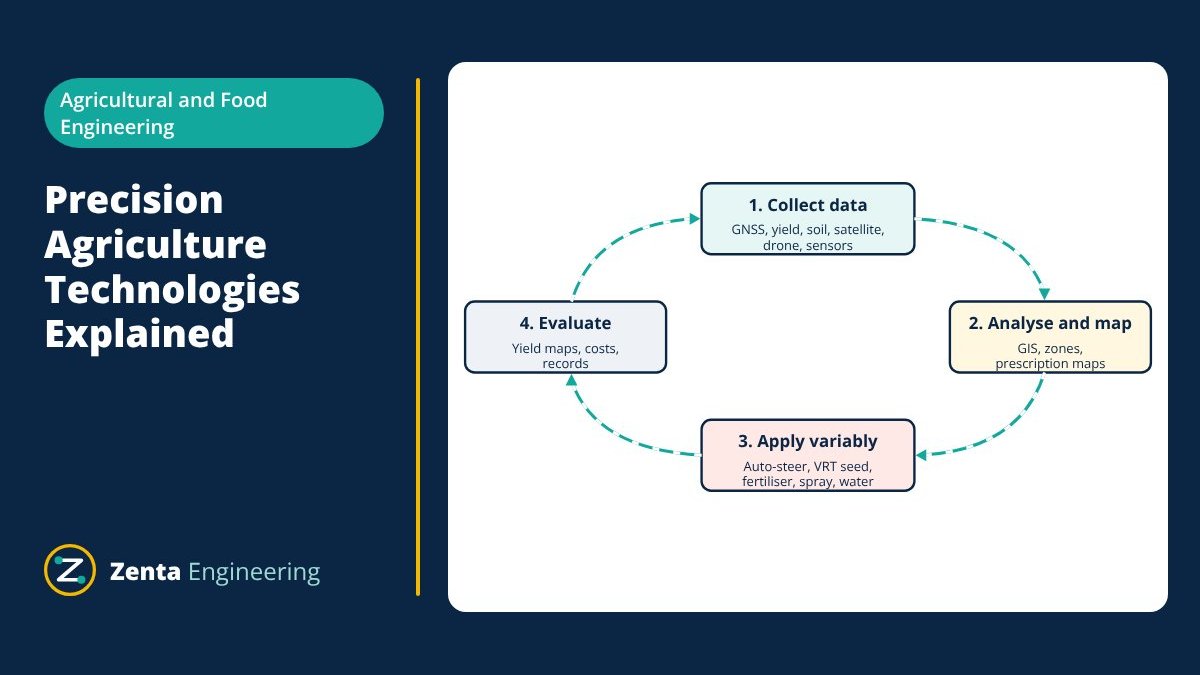 Agricultural and Food
Engineering
Precision
Agriculture
Technologies
Explained
Zenta Engineering
1. Collect data
GNSS, yield, soil, satellite,
drone, sensors
2. Analyse and map
GIS, zones,
prescription maps
3. Apply variably
Auto-steer, VRT seed,
fertiliser, spray, water
4. Evaluate
Yield maps, costs,
records